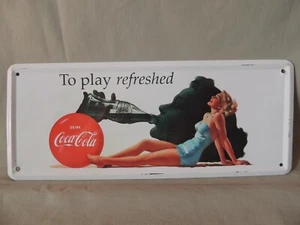 To play refreshed
DRINK
Coca-Cola